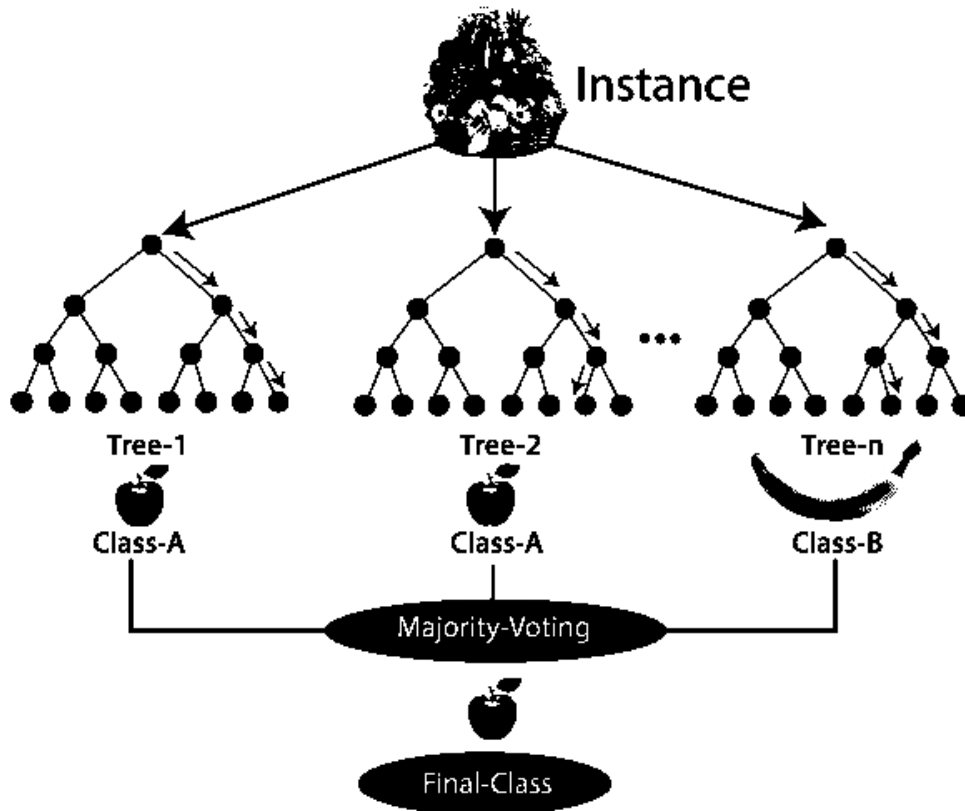 Instance
Tree-1
Tree-2
Tree-n
Class-A
Class-A
Class-B
Majority-Voting
Final-Class